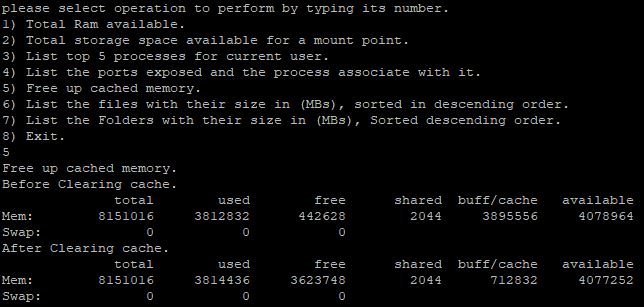 please select operation to perform by typing its number.
1) Total Ram available.
2) Total storage space available for a mount point.
3) List top 5 processes for current user.
4) List the ports exposed and the process associate with it.
5) Free up cached memory.
6) List the files with their size in (MBs), sorted in descending order.
7) List the Folders with their size in (MBs), Sorted descending order.
8) Exit.
5
Free up cached memory.
Before Clearing cache.
total used free shared buff/cache available
Mem: 8151016 3812832 442628 2044 3895556 4078964
Swap: 0 0 0
After Clearing cache.
total used free shared buff/cache available
Mem: 8151016 3814436 3623748 2044 712832 4077252
Swap: 0 0 0